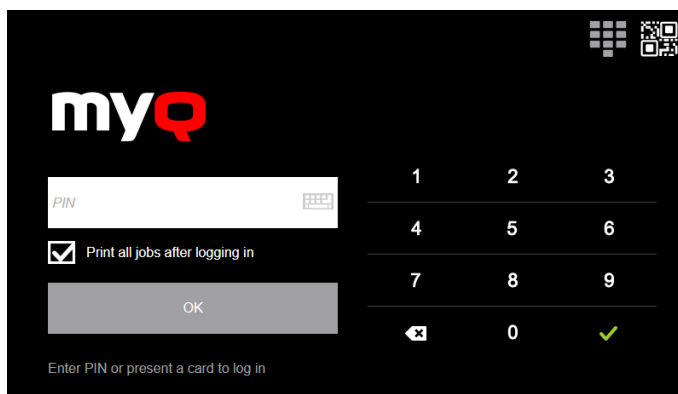 myQ
PIN
Print all jobs after logging in
OK
Enter PIN or present a card to log in
1 2 3
4 5 6
7 8 9
0